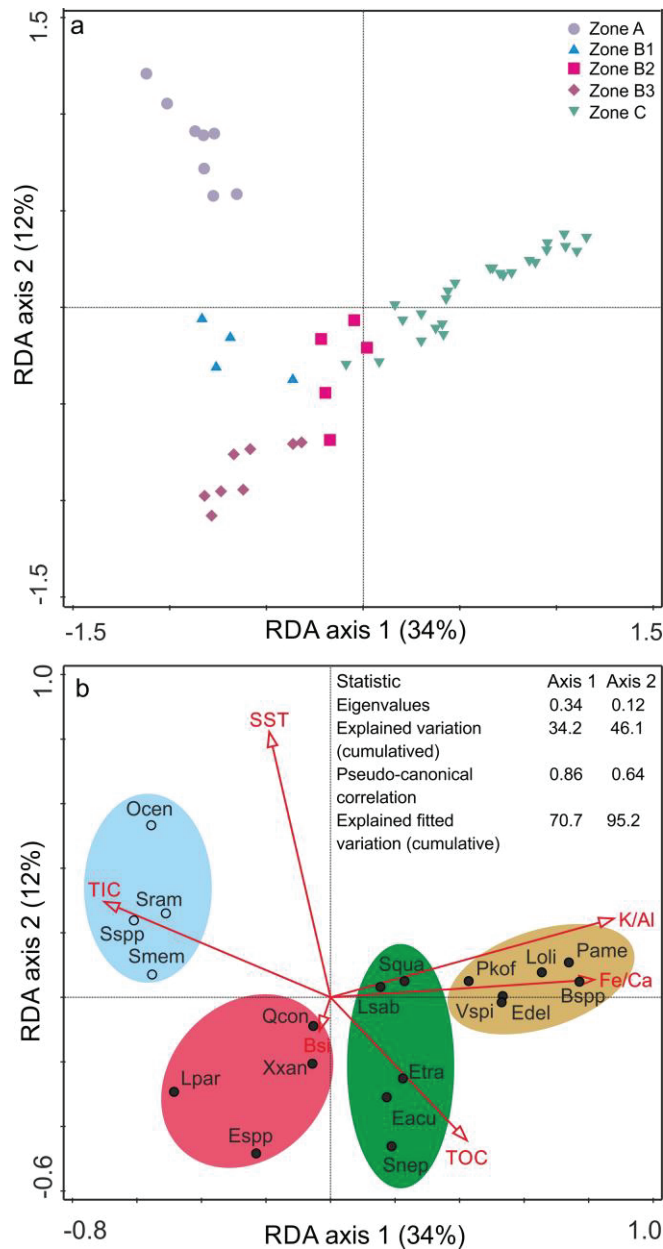 a
1.5
Zone A
Zone B1
Zone B2
Zone B3
Zone C
RDA axis 2 (12%)
-1.5
-1.5
RDA axis 1 (34%)
1.5
b
1.0
Statistic Axis 1 Axis 2
Eigenvalues 0.34 0.12
Explained variation 34.2 46.1
(cumulatived)
Pseudo-canonical 0.86 0.64
correlation
Explained fitted 70.7 95.2
variation (cumulative)
SST
Ocen
TIC
Sram
Sspp
Smem
K/Al
Squa
Pkof
Loli
Pame
Fe/Ca
Lsab
Vspi
Edel
Bspp
Qcon
Bsi
Xxan
Lpar
Etra
Eacu
Espp
Snep
TOC
RDA axis 2 (12%)
-0.6
-0.8
RDA axis 1 (34%)
1.0